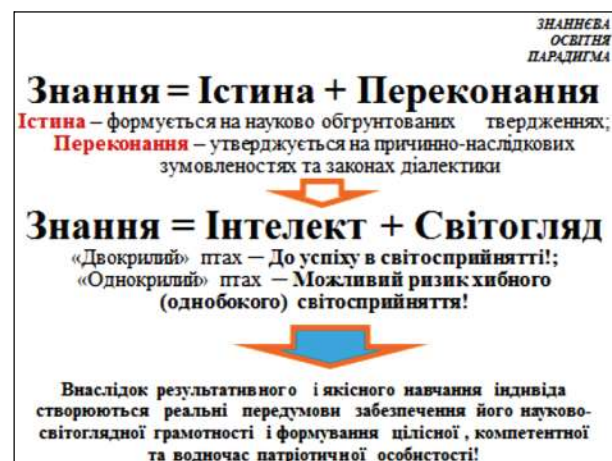 ЗНАННЄВА
ОСВІТНЯ
ПАРАДИГМА
Знання = Істина + Переконання
Істина – формується на науково обгрунтованих твердженнях;
Переконання – утверджується на причинно-наслідкових
зумовленостях та законах діалектики
Знання = Інтелект + Світогляд
«Двокрилий» птах — До успіху в світосприйнятті!;
«Однокрилий» птах — Можливий ризик хибного
(однобокого) світосприйняття!
Внаслідок результативного і якісного навчання індивіда
створюються реальні передумови забезпечення його науково-
світоглядної грамотності і формування цілісної , компетентної
та водночас патріотичної особистості!